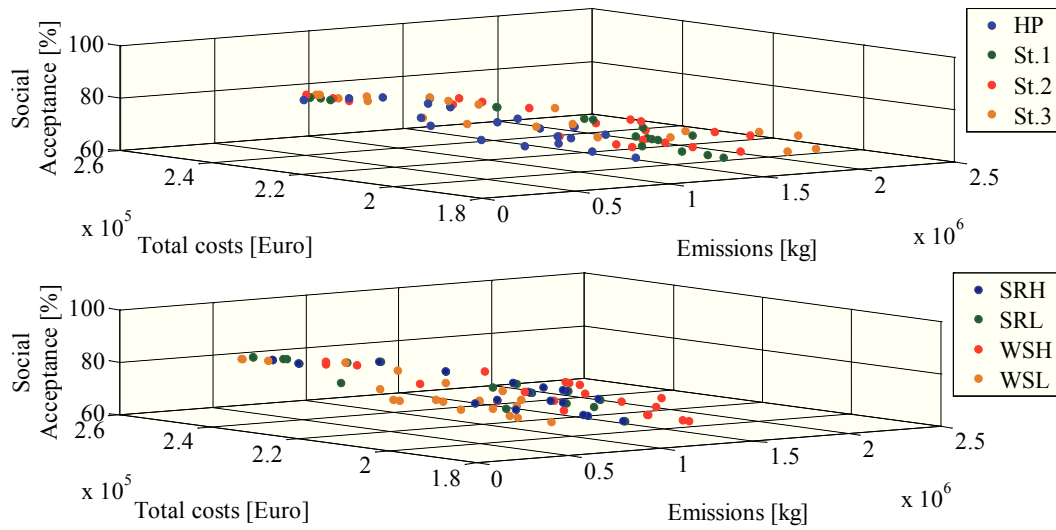 Social
Acceptance [%]
100
80
60
2.6
2.4
2.2
2
1.8
x 10^5
Total costs [Euro]
0
0.5
1
1.5
2
2.5
x 10^6
Emissions [kg]
HP
St.1
St.2
St.3
Social
Acceptance [%]
100
80
60
2.6
2.4
2.2
2
1.8
x 10^5
Total costs [Euro]
0
0.5
1
1.5
2
2.5
x 10^6
Emissions [kg]
SRH
SRL
WSH
WSL